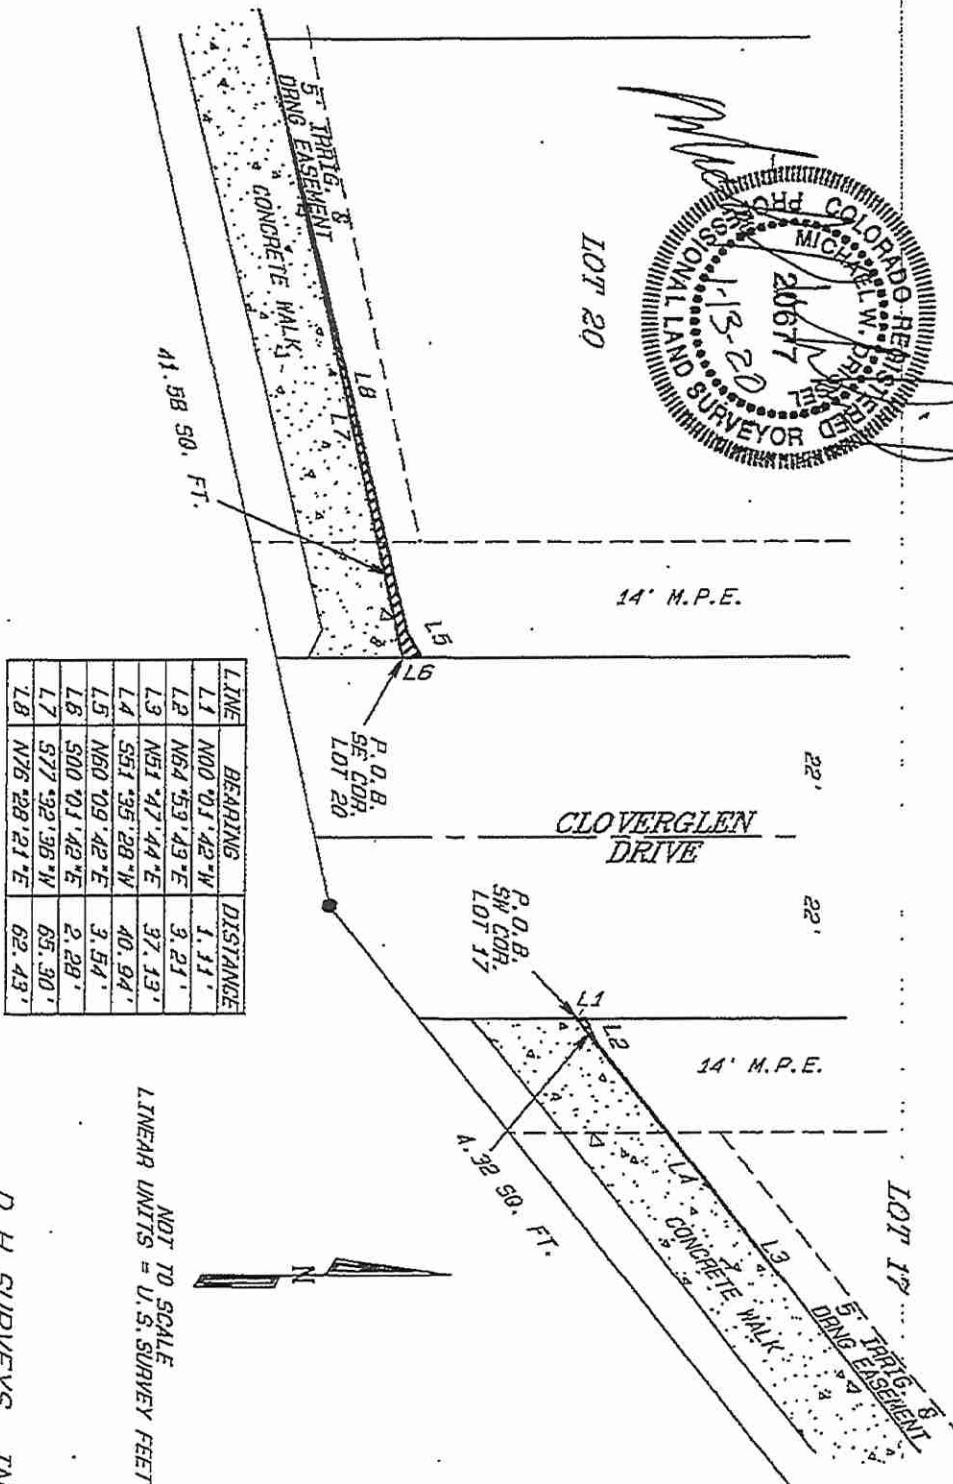 COLORADO REGISTERED
MICHAEL W.
20677
1-13-20
PROFESSIONAL LAND SURVEYOR
LOT 20
5' IRRIG. &
DRNG EASEMENT
CONCRETE WALK
L8
L7
41.58 SQ. FT.
14' M.P.E.
L5
L6
P.O.B.
SE COR.
LOT 20
22'
CLOVERGLEN
DRIVE
22'
P.O.B.
SW COR.
LOT 17
L1
L2
14' M.P.E.
4.32 SQ. FT.
LOT 17
L4
L3
CONCRETE WALK
5' IRRIG. &
DRNG EASEMENT
LINE BEARING DISTANCE
L1 N00°01'42"W 1.11'
L2 N64°53'43"E 3.21'
L3 N51°47'44"E 37.13'
L4 S51°35'28"W 40.94'
L5 N60°09'42"E 3.54'
L6 S00°01'42"E 2.28'
L7 S77°32'36"W 65.30'
L8 N76°28'21"E 62.43'
N
NOT TO SCALE
LINEAR UNITS = U.S. SURVEY FEET
D H SURVEYS